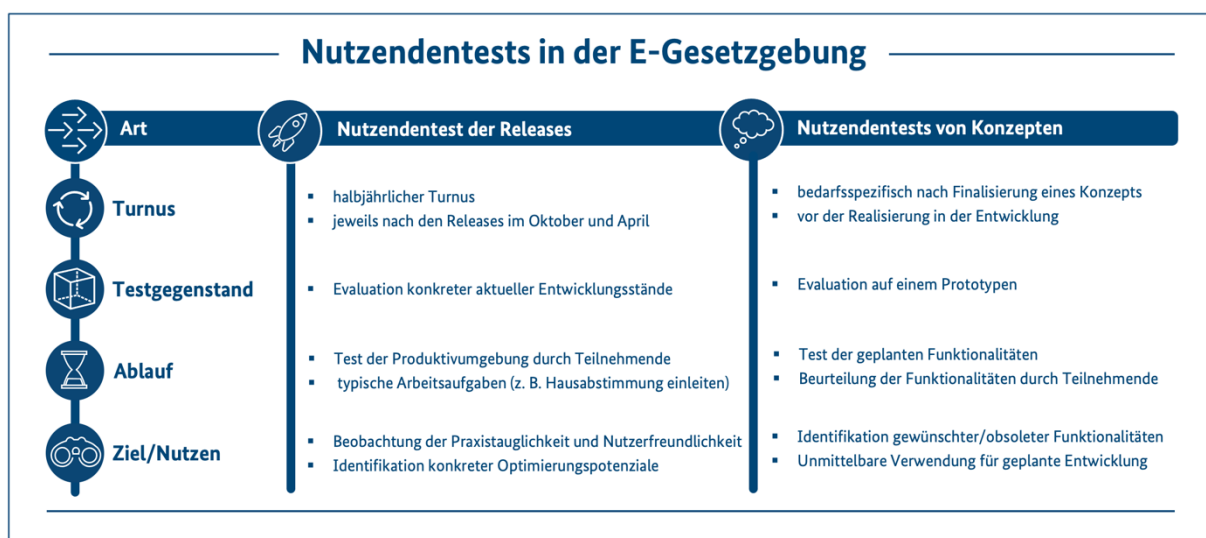 Nutzendentests in der E-Gesetzgebung
Art
Nutzendentest der Releases
Nutzendentests von Konzepten
Turnus
▪ halbjährlicher Turnus
▪ jeweils nach den Releases im Oktober und April
▪ bedarfsspezifisch nach Finalisierung eines Konzepts
▪ vor der Realisierung in der Entwicklung
Testgegenstand
▪ Evaluation konkreter aktueller Entwicklungsstände
▪ Evaluation auf einem Prototypen
Ablauf
▪ Test der Produktivumgebung durch Teilnehmende
▪ typische Arbeitsaufgaben (z. B. Hausabstimmung einleiten)
▪ Test der geplanten Funktionalitäten
▪ Beurteilung der Funktionalitäten durch Teilnehmende
Ziel/Nutzen
▪ Beobachtung der Praxistauglichkeit und Nutzerfreundlichkeit
▪ Identifikation konkreter Optimierungspotenziale
▪ Identifikation gewünschter/obsoleter Funktionalitäten
▪ Unmittelbare Verwendung für geplante Entwicklung